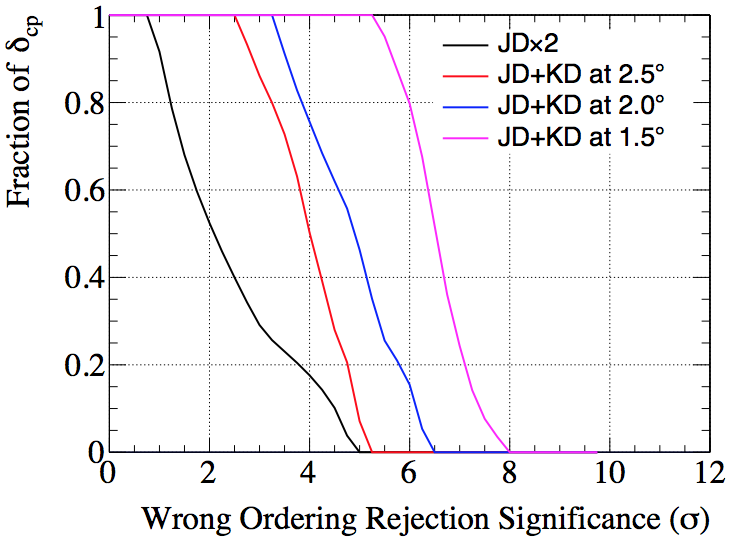 Fraction of δcp
1
0.8
0.6
0.4
0.2
0
JD×2
JD+KD at 2.5°
JD+KD at 2.0°
JD+KD at 1.5°
0 2 4 6 8 10 12
Wrong Ordering Rejection Significance (σ)